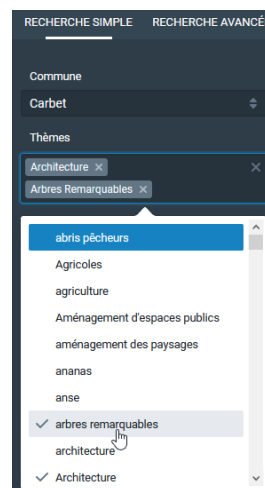 RECHERCHE SIMPLE RECHERCHE AVANCÉ
Commune
Carbet
Thèmes
Architecture ×
Arbres Remarquables ×
abris pêcheurs
Agricoles
agriculture
Aménagement d'espaces publics
aménagement des paysages
ananas
anse
arbres remarquables
architecture
Architecture